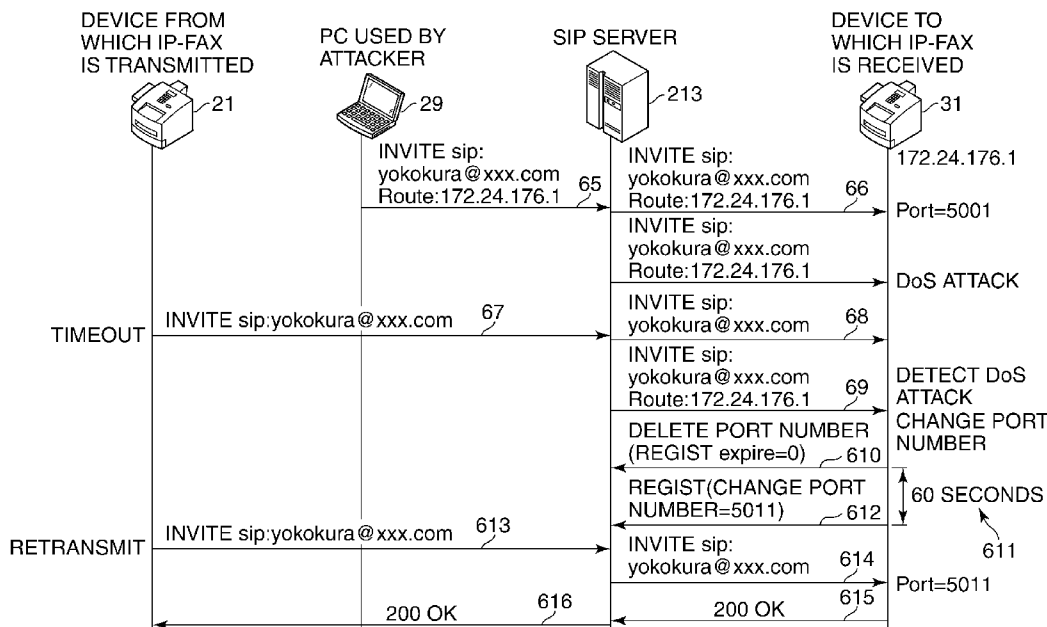 DEVICE FROM
WHICH IP-FAX
IS TRANSMITTED
PC USED BY
ATTACKER
SIP SERVER
DEVICE TO
WHICH IP-FAX
IS RECEIVED
21
29
213
31
172.24.176.1
INVITE sip:
yokokura@xxx.com
Route:172.24.176.1
65
INVITE sip:
yokokura@xxx.com
Route:172.24.176.1
66
Port=5001
INVITE sip:
yokokura@xxx.com
Route:172.24.176.1
DoS ATTACK
TIMEOUT
INVITE sip:yokokura@xxx.com
67
INVITE sip:
yokokura@xxx.com
68
INVITE sip:
yokokura@xxx.com
Route:172.24.176.1
69
DETECT DoS
ATTACK
CHANGE PORT
NUMBER
DELETE PORT NUMBER
(REGIST expire=0)
610
60 SECONDS
611
REGIST(CHANGE PORT
NUMBER=5011)
612
RETRANSMIT
INVITE sip:yokokura@xxx.com
613
INVITE sip:
yokokura@xxx.com
614
Port=5011
200 OK
615
200 OK
616